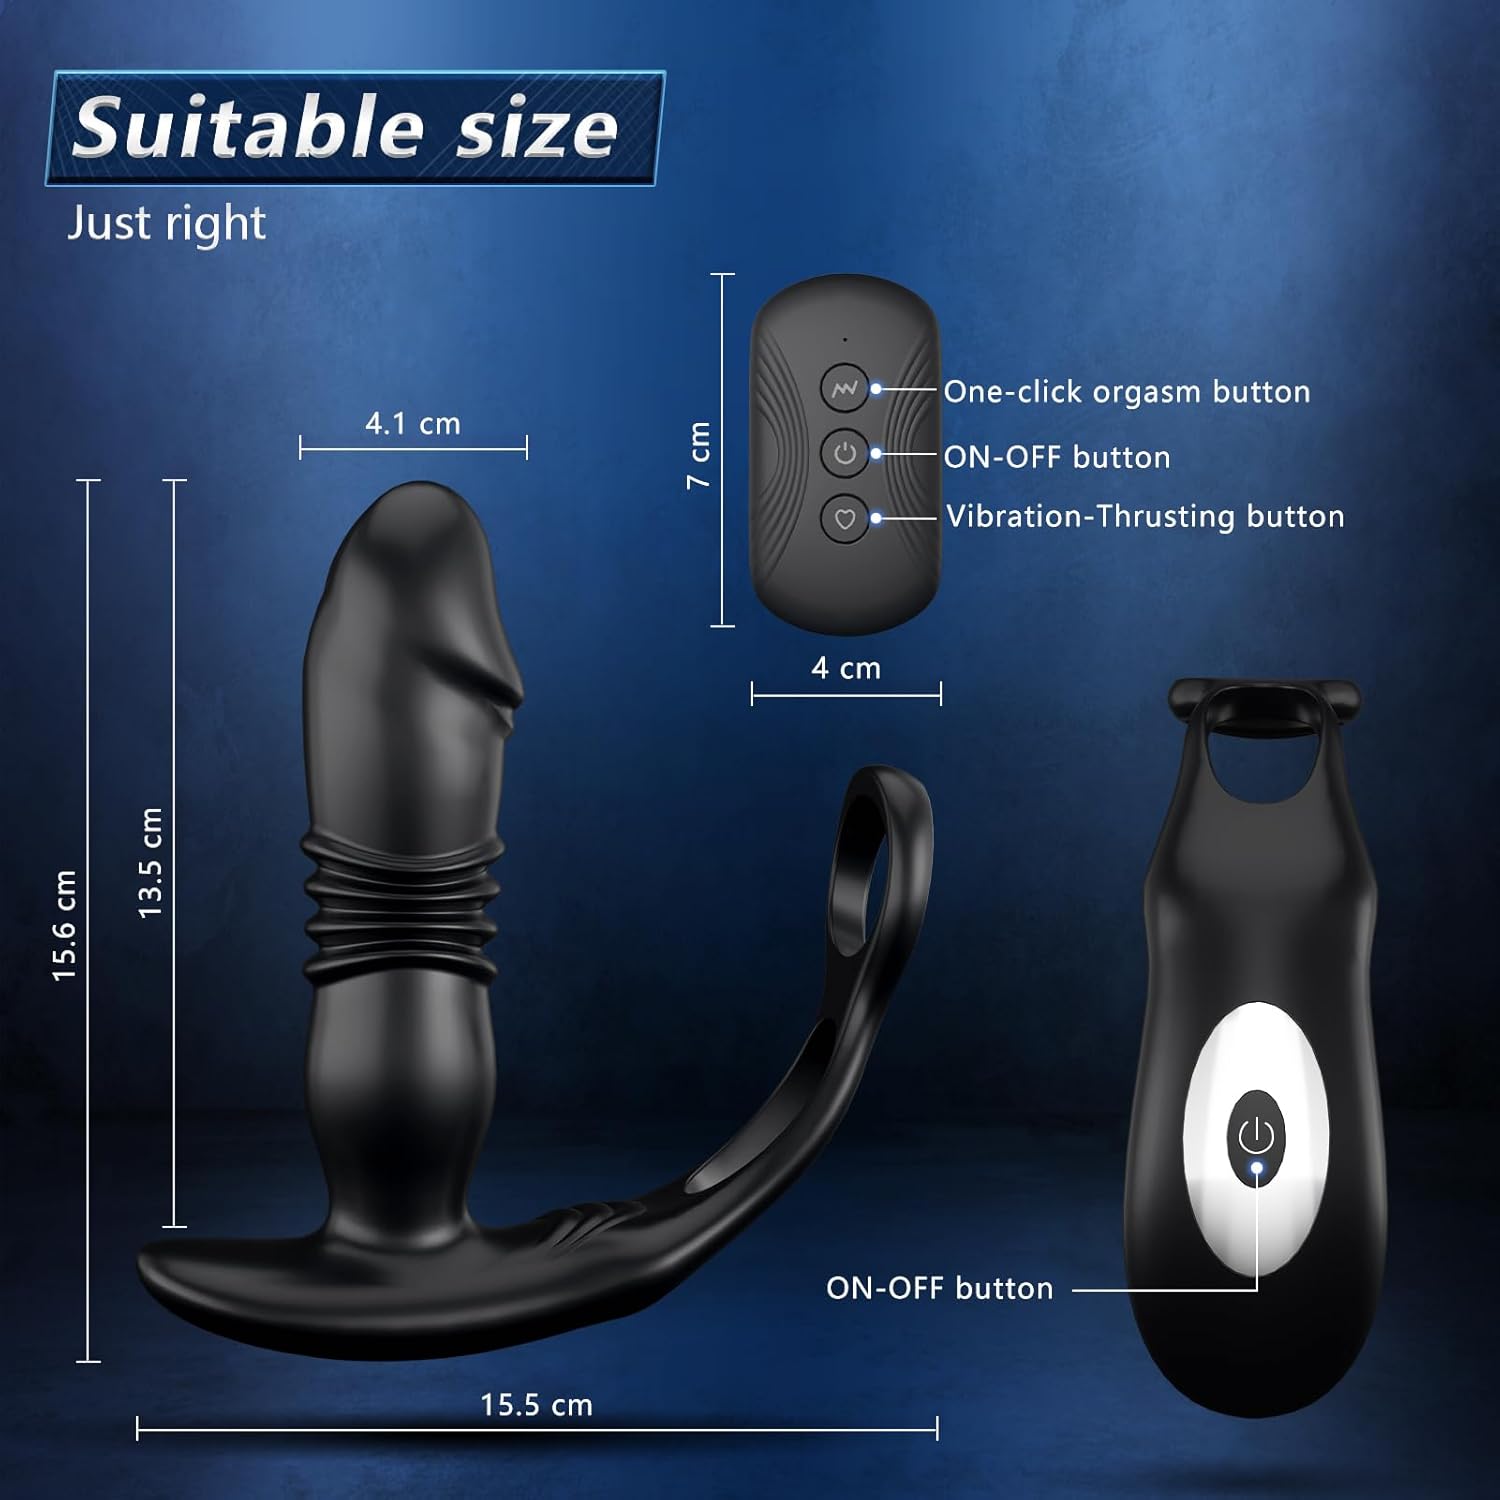 Suitable size
Just right
4.1 cm
15.6 cm
13.5 cm
15.5 cm
7 cm
4 cm
One-click orgasm button
ON-OFF button
Vibration-Thrusting button
ON-OFF button